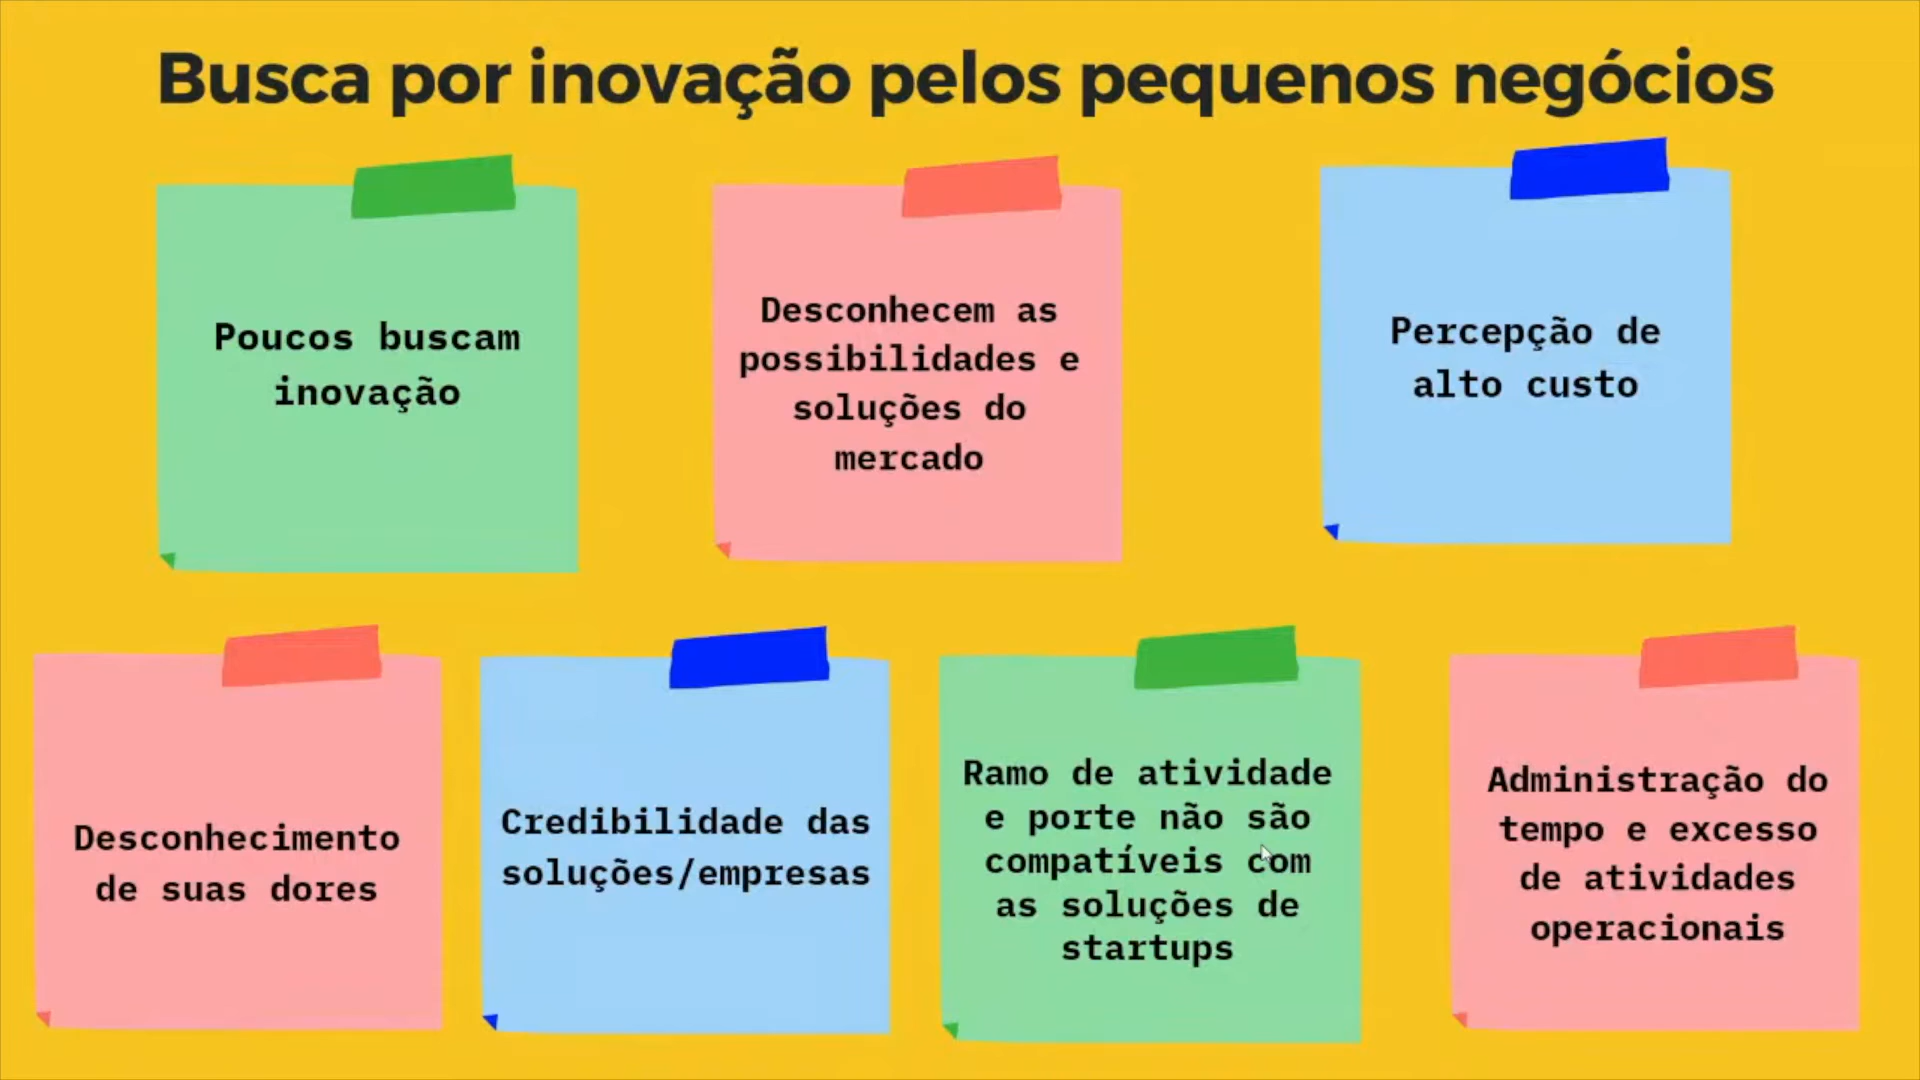 Busca por inovação pelos pequenos negócios
Poucos buscam
inovação
Desconhecem as
possibilidades e
soluções do
mercado
Percepção de
alto custo
Desconhecimento
de suas dores
Credibilidade das
soluções/empresas
Ramo de atividade
e porte não são
compatíveis com
as soluções de
startups
Administração do
tempo e excesso
de atividades
operacionais